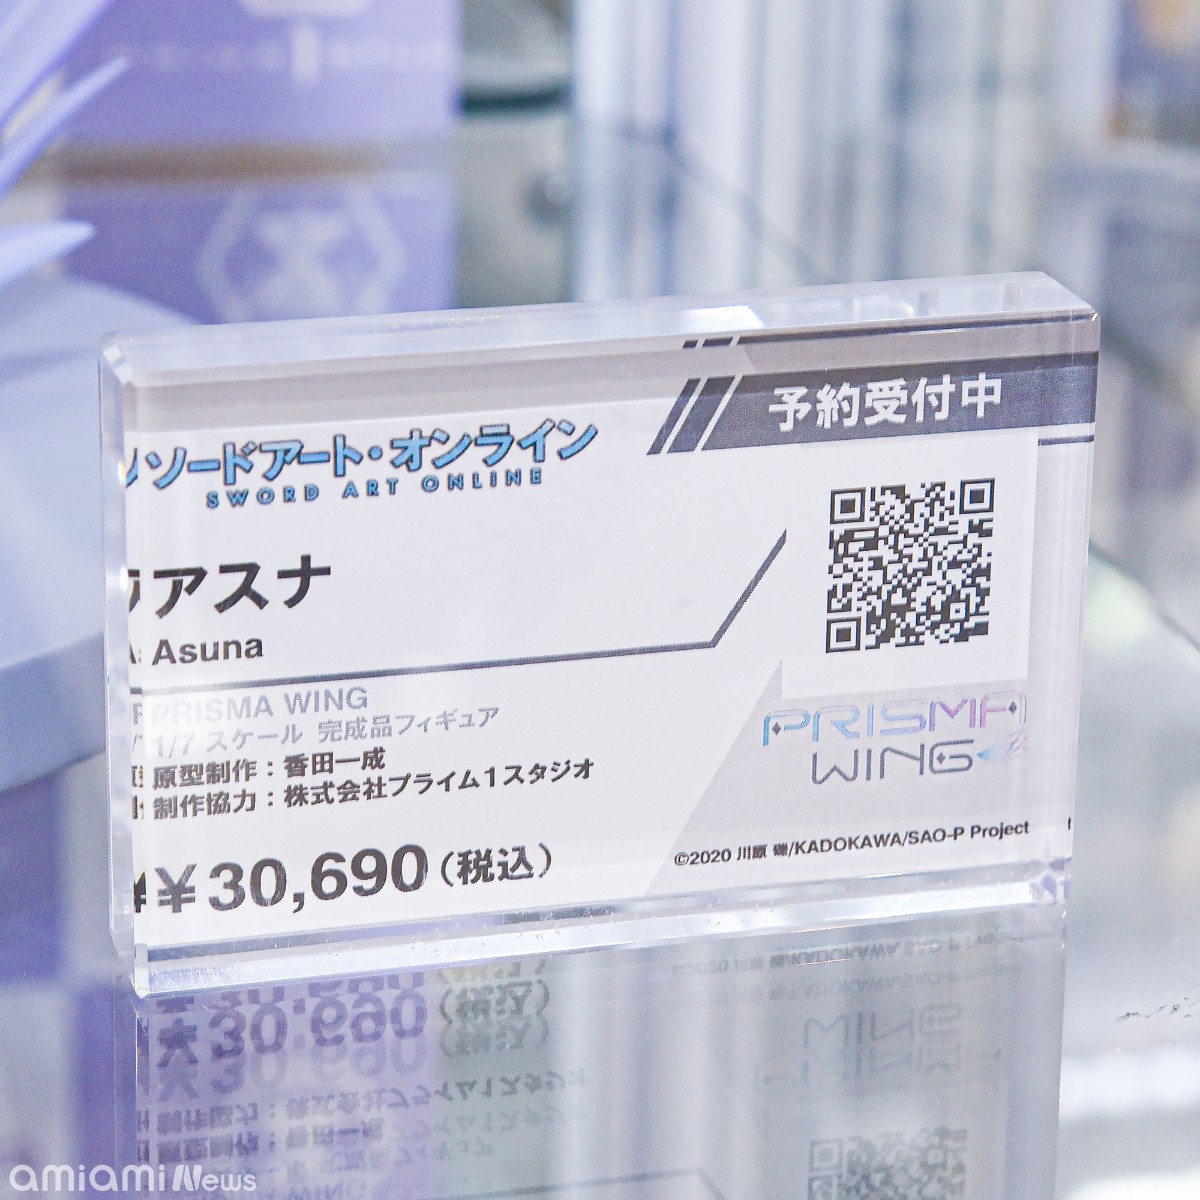 予約受付中
ソードアート・オンライン
SWORD ART ONLINE
アスナ
Asuna
PRISMA WING
1/7 スケール 完成品フィギュア
原型制作：香田一成
制作協力：株式会社プライム1スタジオ
￥30,690(税込)
PRISMA
WING
©2020 川原 礫/KADOKAWA/SAO-P Project
amiami News